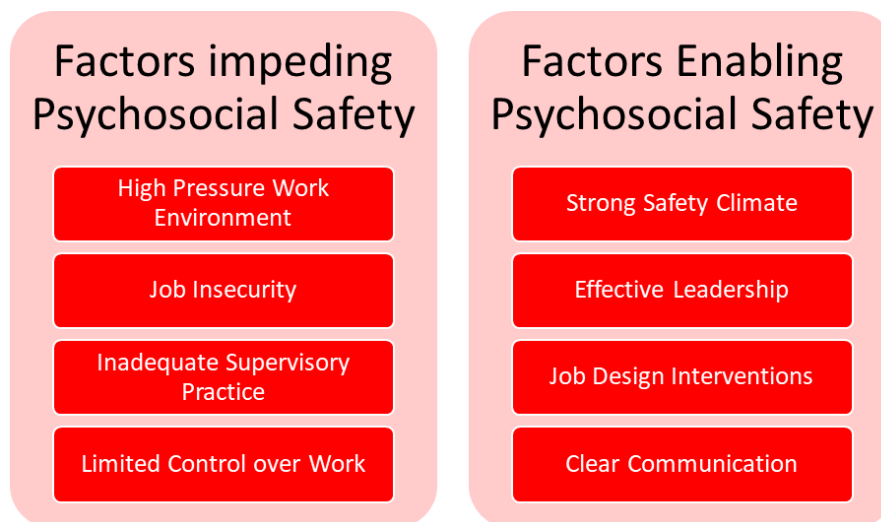 Factors impeding
Psychosocial Safety
High Pressure Work
Environment
Job Insecurity
Inadequate Supervisory
Practice
Limited Control over Work
Factors Enabling
Psychosocial Safety
Strong Safety Climate
Effective Leadership
Job Design Interventions
Clear Communication